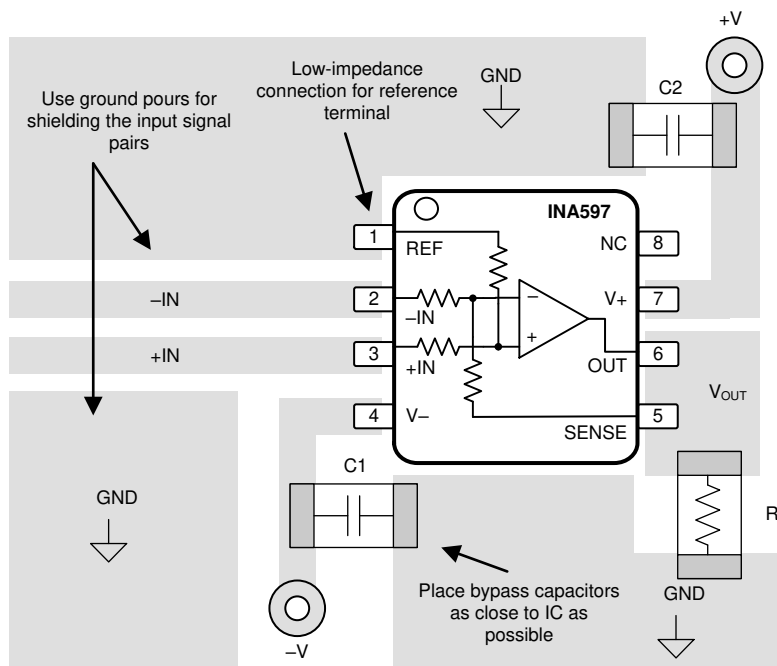 +V
Low-impedance
connection for reference
terminal
GND
C2
Use ground pours for
shielding the input signal
pairs
INA597
1
REF
NC
8
–IN
2
–IN
V+
7
+IN
3
+IN
OUT
6
4
V–
SENSE
5
VOUT
C1
GND
R
Place bypass capacitors
as close to IC as
possible
GND
–V